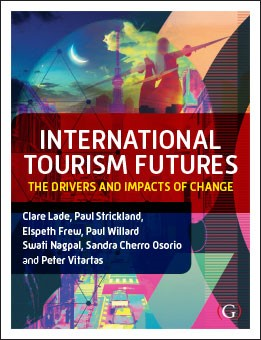 INTERNATIONAL
TOURISM FUTURES
THE DRIVERS AND IMPACTS OF CHANGE
Clare Lade, Paul Strickland,
Elspeth Frew, Paul Willard
Swati Nagpal, Sandra Cherro Osorio
and Peter Vitartas
G